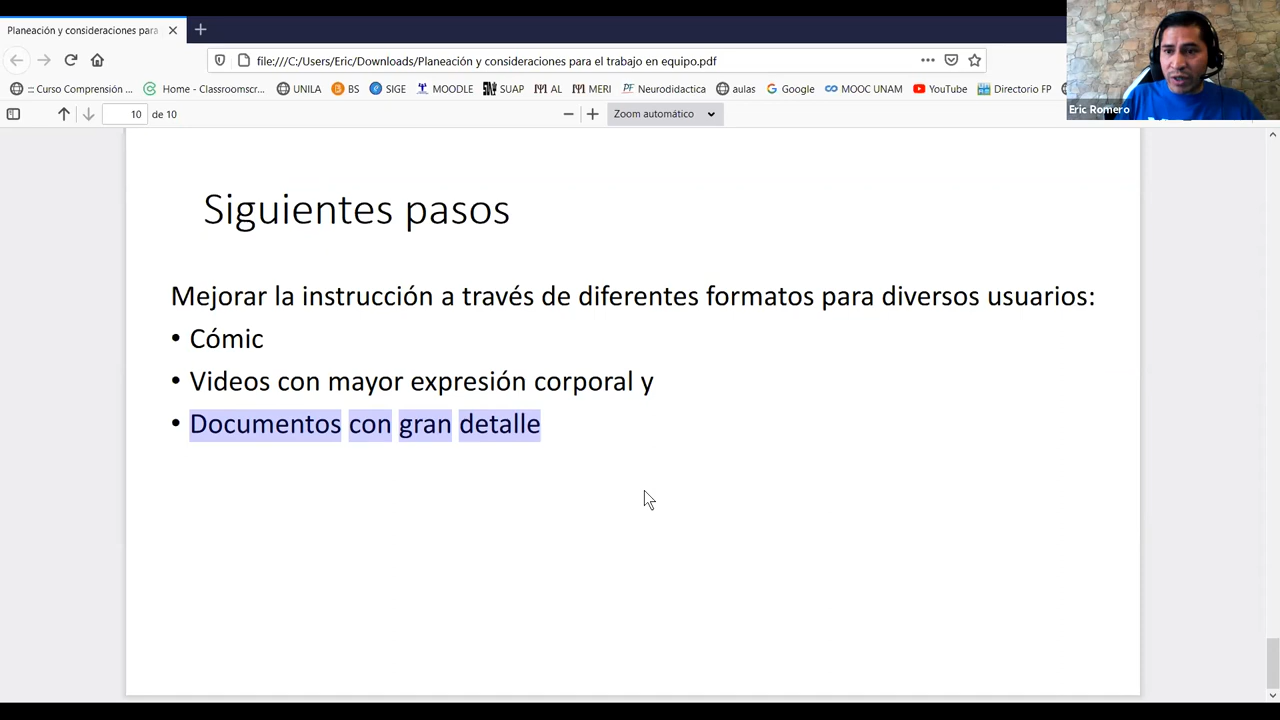 Planeación y consideraciones para
file:///C:/Users/Eric/Downloads/Planeación y consideraciones para el trabajo en equipo.pdf
:: Curso Comprensión ... Home - Classroomscr... UNILA BS SIGE MOODLE SUAP AL MERI Neurodidactica aulas Google MOOC UNAM YouTube Directorio FP
10 de 10 Zoom automático
Eric Romero
Siguientes pasos
Mejorar la instrucción a través de diferentes formatos para diversos usuarios:
• Cómic
• Videos con mayor expresión corporal y
• Documentos con gran detalle